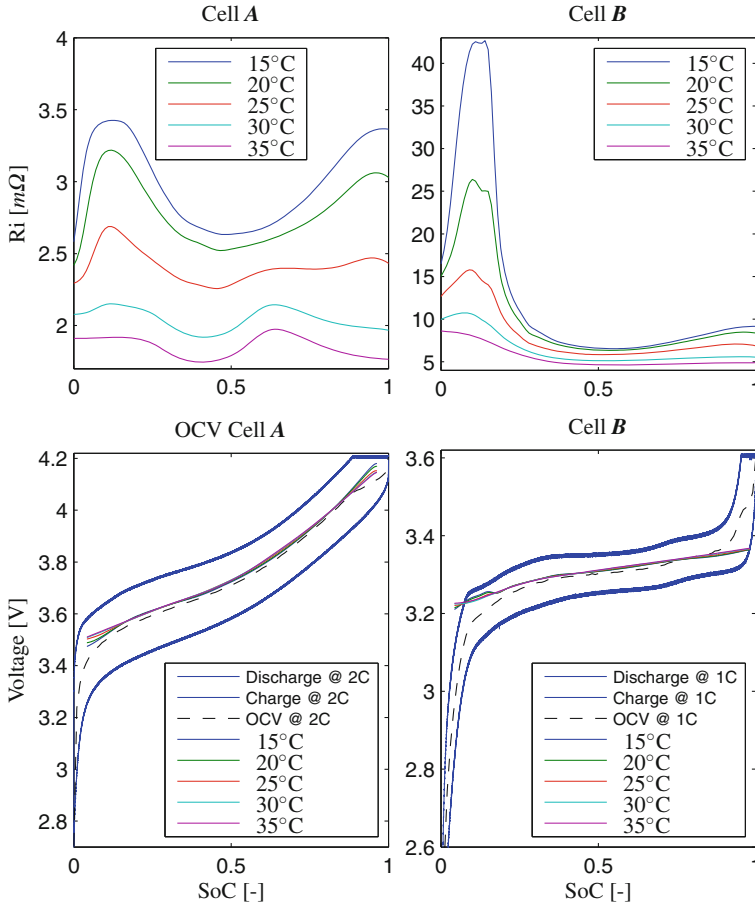 Cell A
4
3.5
3
2.5
2
0
0.5
1
Ri [mΩ]
15°C
20°C
25°C
30°C
35°C
Cell B
40
35
30
25
20
15
10
5
0
0.5
1
15°C
20°C
25°C
30°C
35°C
OCV Cell A
4.2
4
3.8
3.6
3.4
3.2
3
2.8
0
0.5
1
Voltage [V]
SoC [-]
Discharge @ 2C
Charge @ 2C
OCV @ 2C
15°C
20°C
25°C
30°C
35°C
Cell B
3.6
3.4
3.2
3
2.8
2.6
0
0.5
1
SoC [-]
Discharge @ 1C
Charge @ 1C
OCV @ 1C
15°C
20°C
25°C
30°C
35°C